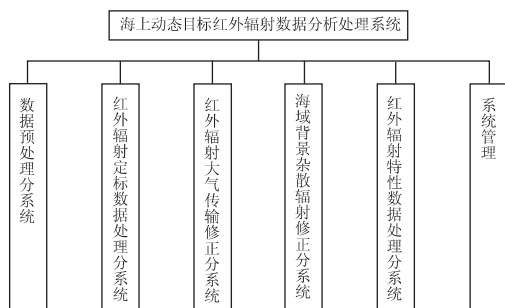 海上动态目标红外辐射数据分析处理系统
数据预处理分系统
红外辐射定标数据处理分系统
红外辐射大气传输修正分系统
海域背景杂散辐射修正分系统
红外辐射特性数据处理分系统
系统管理